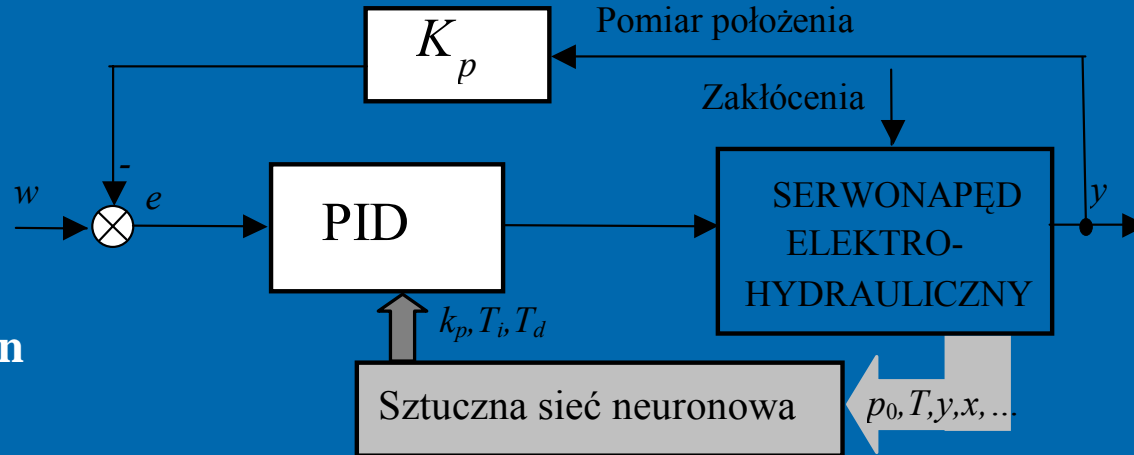 K_p
Pomiar położenia
Zakłócenia
-
w
e
PID
SERWONAPĘD
ELEKTRO-
HYDRAULICZNY
y
k_p, T_i, T_d
n
Sztuczna sieć neuronowa
p_0, T, y, x, ...